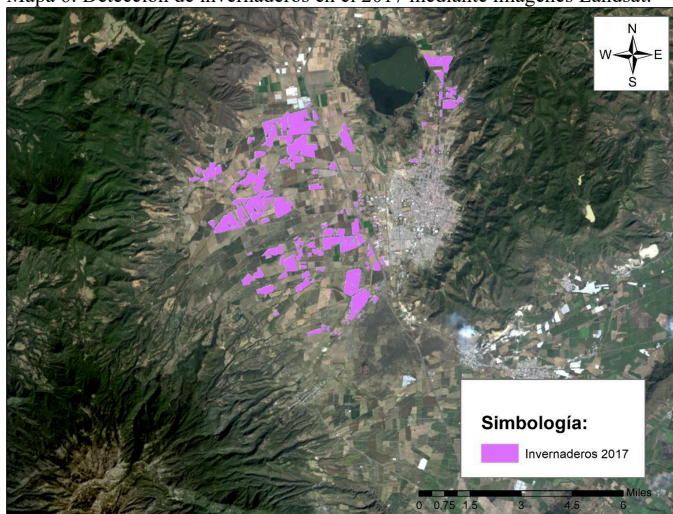 Mapa 6. Detección de invernaderos en el 2017 mediante imágenes Landsat.
N
W E
S
Simbología:
Invernaderos 2017
Miles
0 0.75 1.5 3 4.5 6